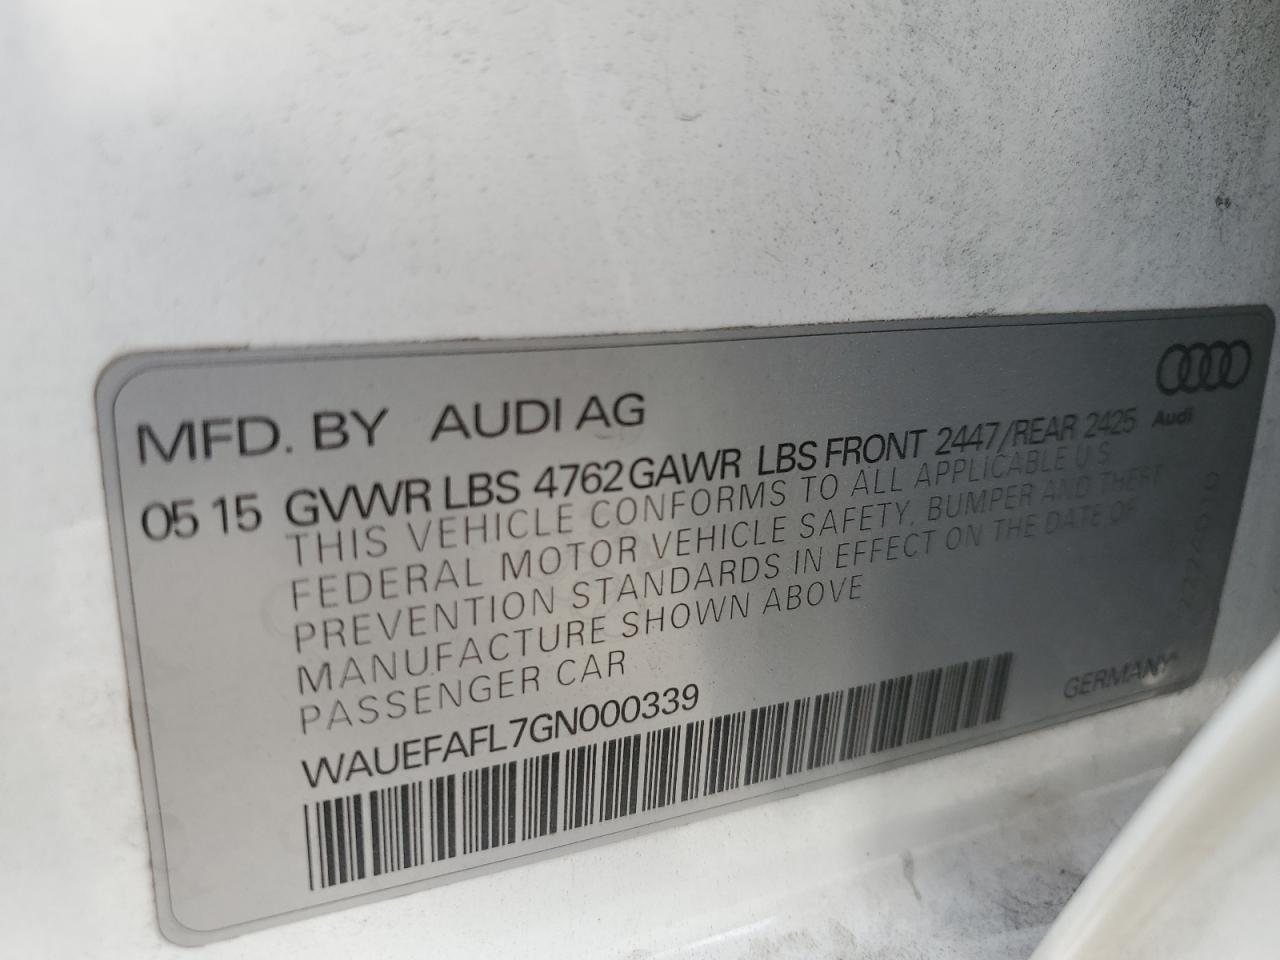 MFD. BY AUDI AG
Audi
05 15 GVWR LBS 4762 GAWR LBS FRONT 2447/REAR 2425
THIS VEHICLE CONFORMS TO ALL APPLICABLE U S
FEDERAL MOTOR VEHICLE SAFETY, BUMPER AND THEFT
PREVENTION STANDARDS IN EFFECT ON THE DATE OF
MANUFACTURE SHOWN ABOVE
PASSENGER CAR
WAUEFAFL7GN000339
GERMANY